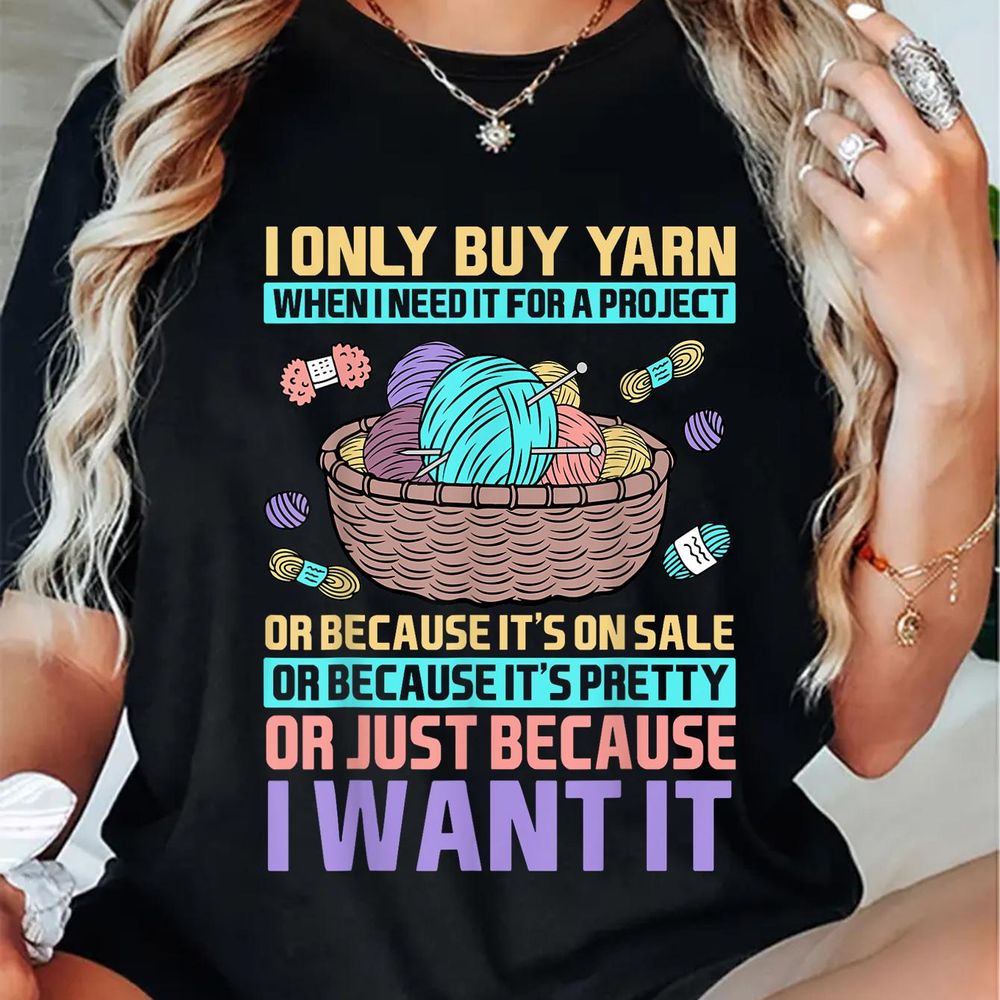 I ONLY BUY YARN
WHEN I NEED IT FOR A PROJECT
OR BECAUSE IT'S ON SALE
OR BECAUSE IT'S PRETTY
OR JUST BECAUSE
I WANT IT